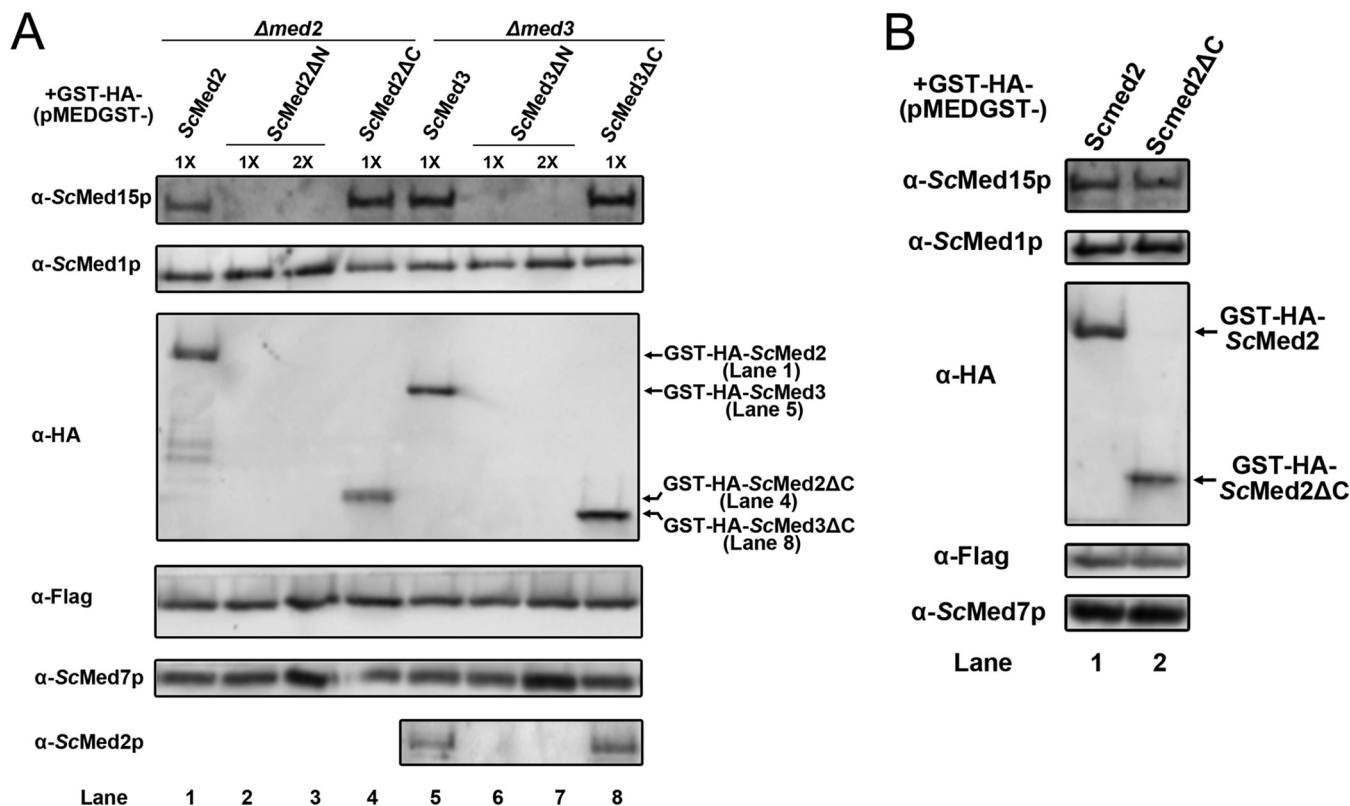 A
Δmed2
Δmed3
+GST-HA-
(pMEDGST-)
ScMed2
ScMed2ΔN
ScMed2ΔC
ScMed3
ScMed3ΔN
ScMed3ΔC
1X 1X 2X 1X 1X 1X 2X 1X
α-ScMed15p
α-ScMed1p
α-HA
GST-HA-ScMed2
(Lane 1)
GST-HA-ScMed3
(Lane 5)
GST-HA-ScMed2ΔC
(Lane 4)
GST-HA-ScMed3ΔC
(Lane 8)
α-Flag
α-ScMed7p
α-ScMed2p
Lane 1 2 3 4 5 6 7 8
B
+GST-HA-
(pMEDGST-)
Scmed2
Scmed2ΔC
α-ScMed15p
α-ScMed1p
α-HA
GST-HA-
ScMed2
GST-HA-
ScMed2ΔC
α-Flag
α-ScMed7p
Lane 1 2